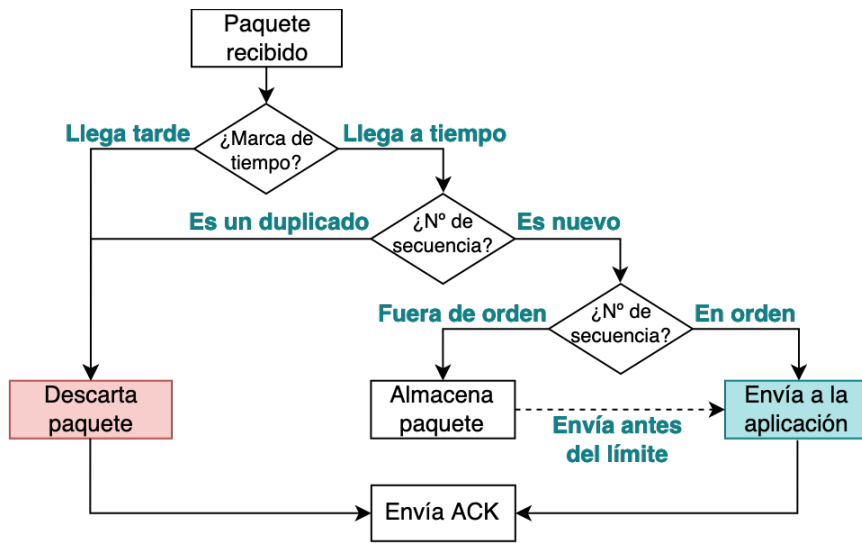 Paquete
recibido
Llega tarde
¿Marca de
tiempo?
Llega a tiempo
Es un duplicado
¿Nº de
secuencia?
Es nuevo
Fuera de orden
¿Nº de
secuencia?
En orden
Descarta
paquete
Almacena
paquete
Envía antes
del límite
Envía a la
aplicación
Envía ACK